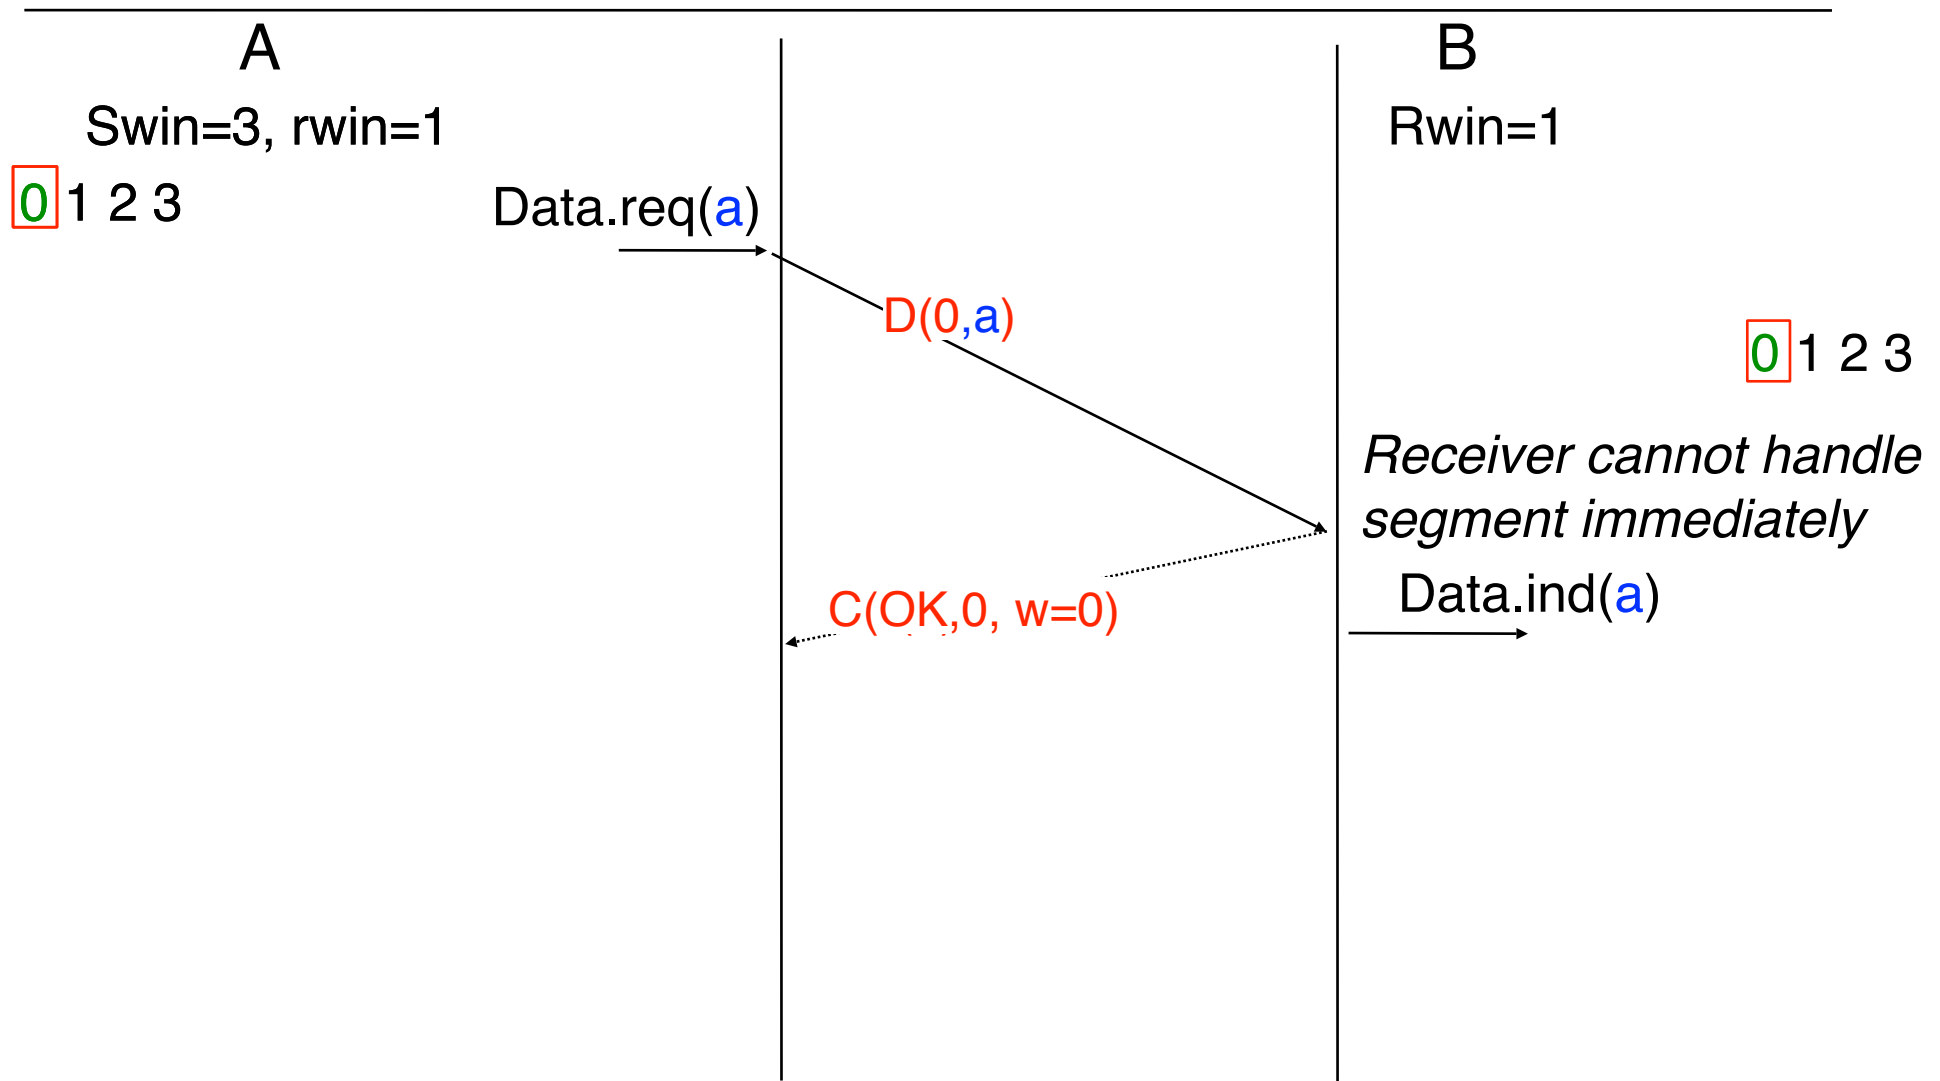 A
B
Swin=3, rwin=1
Rwin=1
0 1 2 3
Data.req(a)
D(0,a)
0 1 2 3
Receiver cannot handle
segment immediately
C(OK,0, w=0)
Data.ind(a)